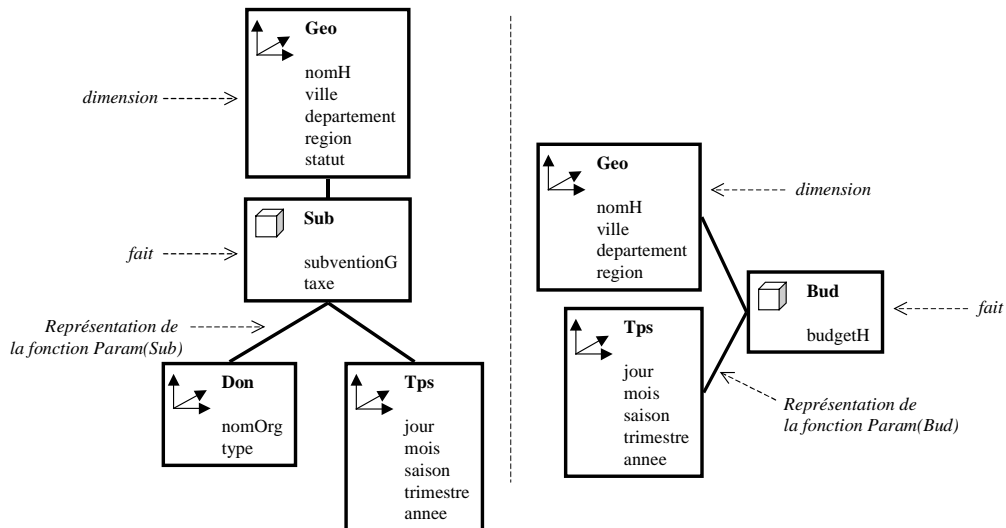 Geo
nomH
ville
departement
region
statut
dimension
Sub
subventionG
taxe
fait
Représentation de
la fonction Param(Sub)
Don
nomOrg
type
Tps
jour
mois
saison
trimestre
annee
Geo
nomH
ville
departement
region
dimension
Bud
budgetH
fait
Tps
jour
mois
saison
trimestre
annee
Représentation de
la fonction Param(Bud)